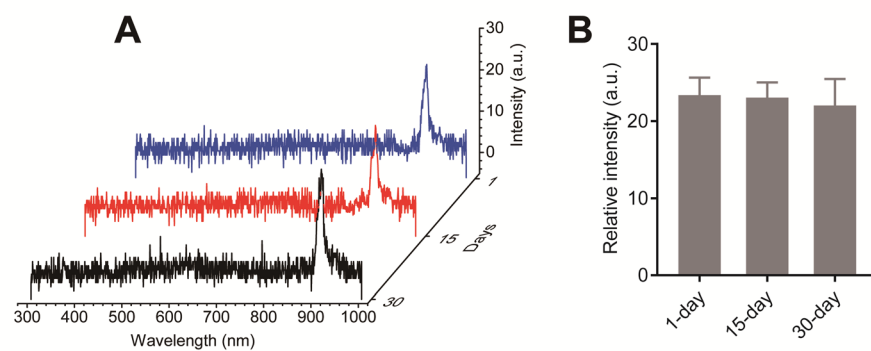 A
30
20
10
0
Intensity (a.u.)
1
15
30
Days
300 400 500 600 700 800 900 1000
Wavelength (nm)
B
30
20
10
0
Relative intensity (a.u.)
1-day
15-day
30-day